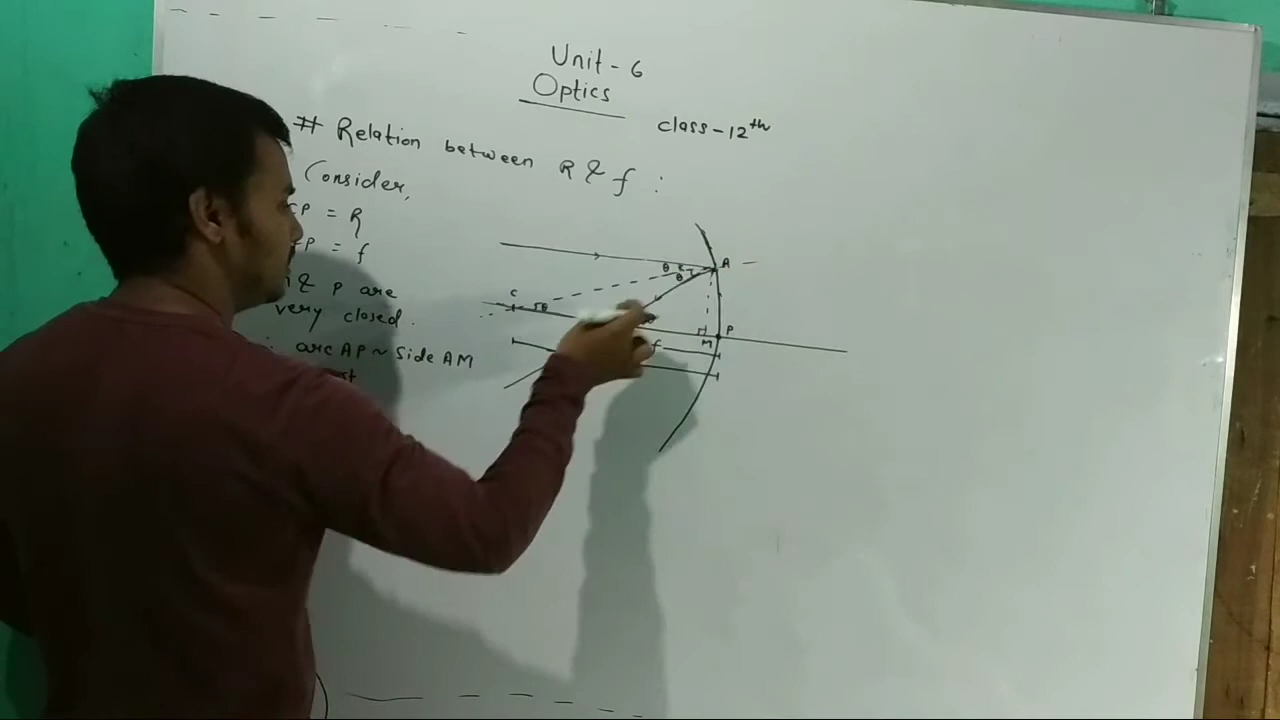 Unit - 6
Optics
class - 12th
# Relation between R & f :
Consider,
CP = R
FP = f
& P are
very closed.
arc AP ~ side AM
θ
θ
A
C
θ
M
P
f